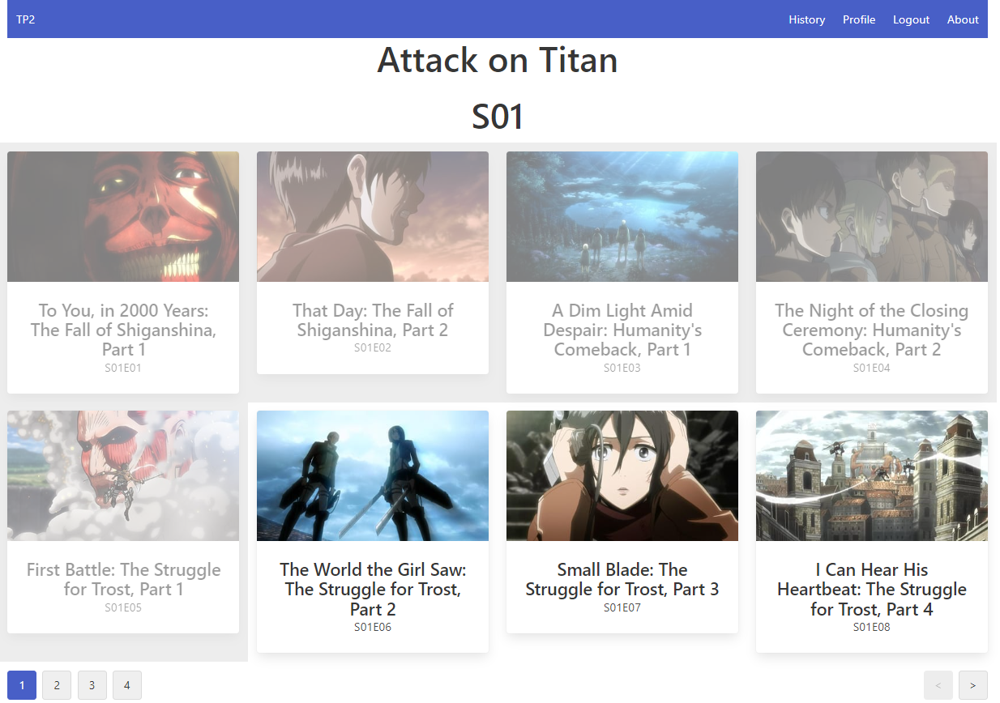 TP2 History Profile Logout About
Attack on Titan
S01
To You, in 2000 Years:
The Fall of Shiganshina,
Part 1
S01E01
That Day: The Fall of
Shiganshina, Part 2
S01E02
A Dim Light Amid
Despair: Humanity's
Comeback, Part 1
S01E03
The Night of the Closing
Ceremony: Humanity's
Comeback, Part 2
S01E04
First Battle: The Struggle
for Trost, Part 1
S01E05
The World the Girl Saw:
The Struggle for Trost,
Part 2
S01E06
Small Blade: The
Struggle for Trost, Part 3
S01E07
I Can Hear His
Heartbeat: The Struggle
for Trost, Part 4
S01E08
1 2 3 4 < >